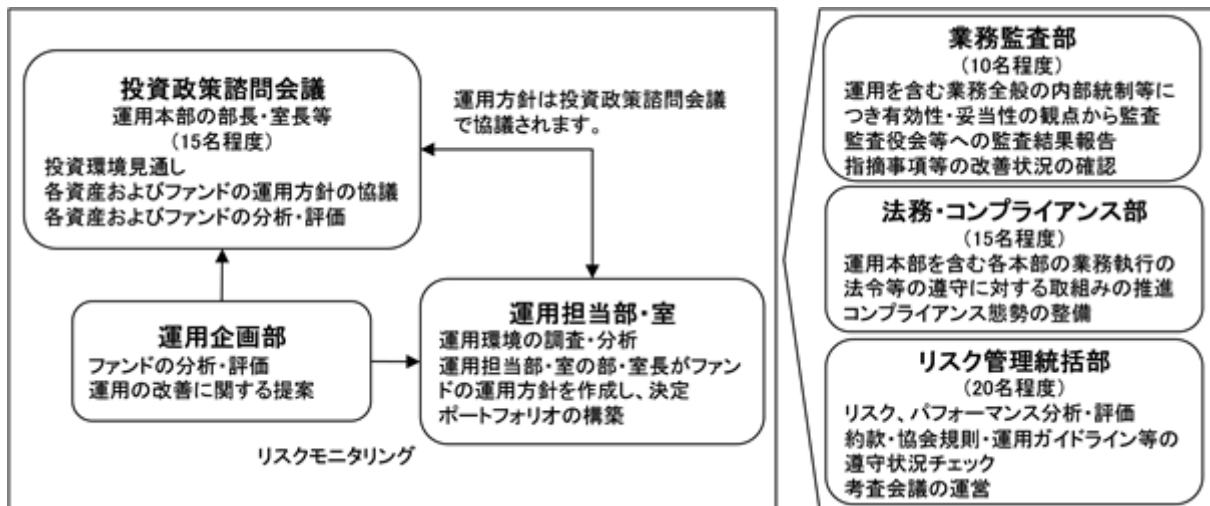 投資政策諮問会議
運用本部の部長・室長等
(15名程度)
投資環境見通し
各資産およびファンドの運用方針の協議
各資産およびファンドの分析・評価
運用方針は投資政策諮問会議
で協議されます。
運用企画部
ファンドの分析・評価
運用の改善に関する提案
運用担当部・室
運用環境の調査・分析
運用担当部・室の部・室長がファン
ドの運用方針を作成し、決定
ポートフォリオの構築
リスクモニタリング
業務監査部
(10名程度)
運用を含む業務全般の内部統制等に
つき有効性・妥当性の観点から監査
監査役会等への監査結果報告
指摘事項等の改善状況の確認
法務・コンプライアンス部
(15名程度)
運用本部を含む各本部の業務執行の
法令等の遵守に対する取組みの推進
コンプライアンス態勢の整備
リスク管理統括部
(20名程度)
リスク、パフォーマンス分析・評価
約款・協会規則・運用ガイドライン等の
遵守状況チェック
考査会議の運営